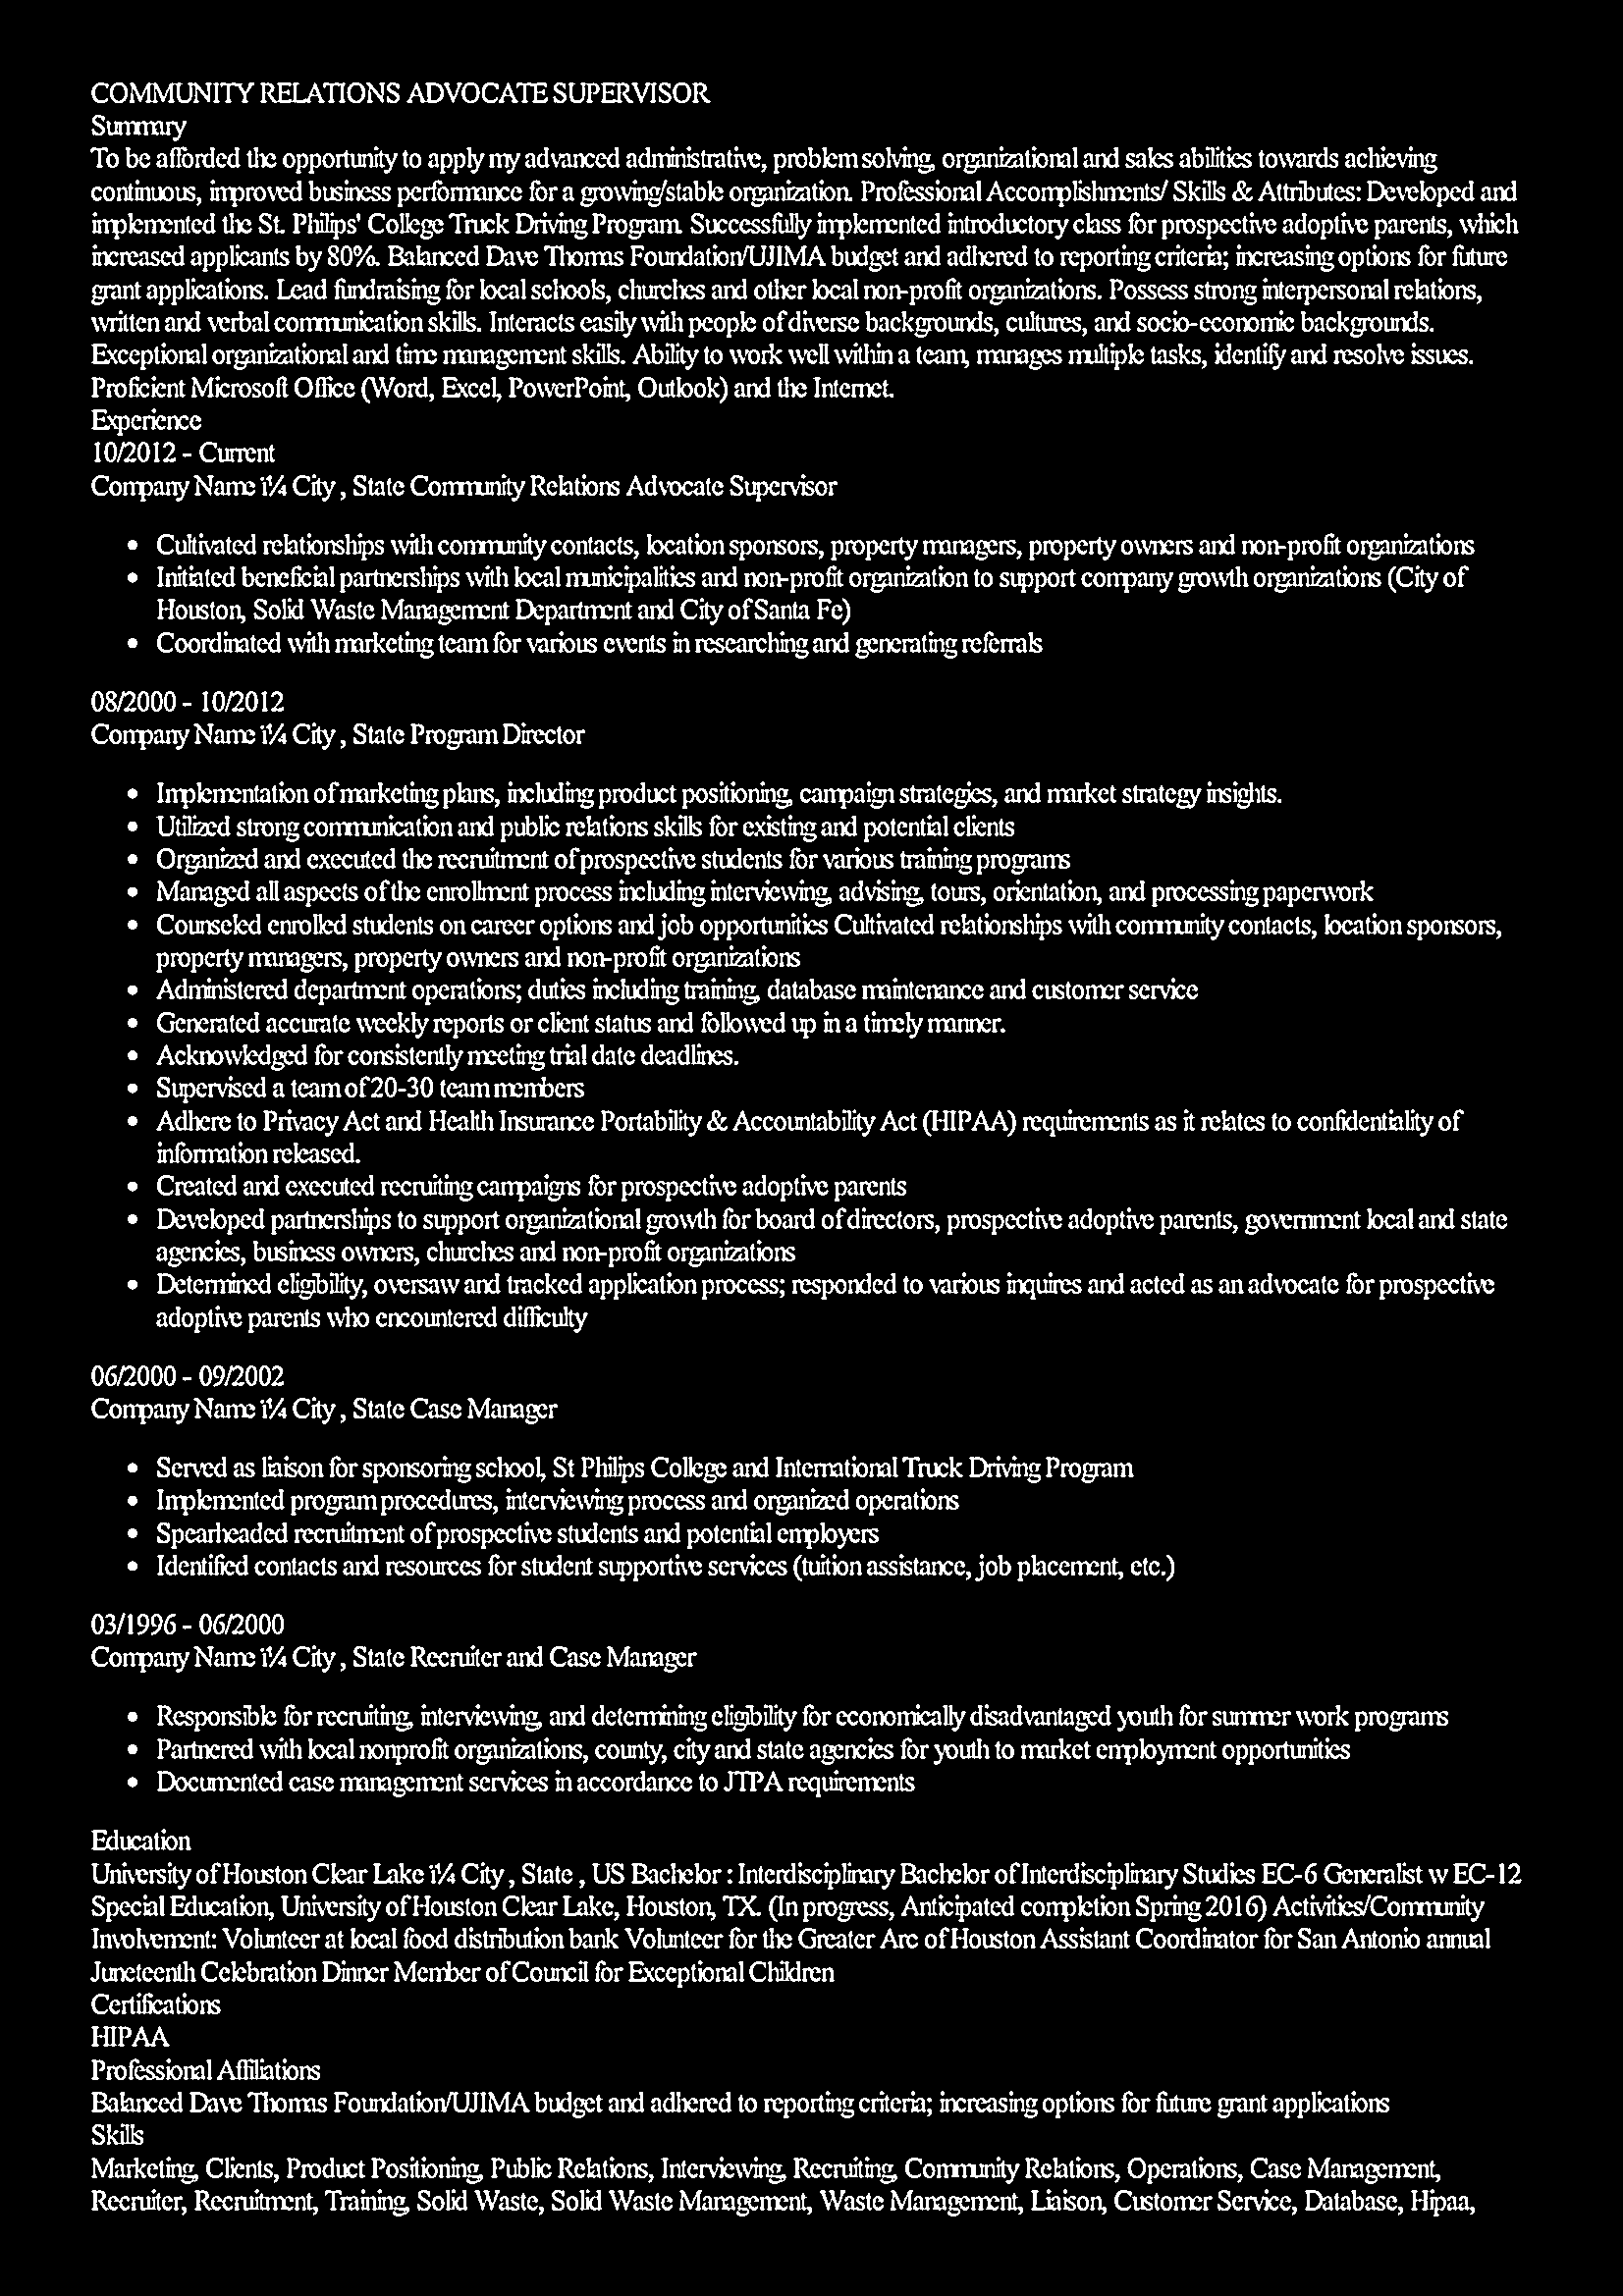 COMMUNITY RELATIONS ADVOCATE SUPERVISOR
Summary
To be afforded the opportunity to apply my advanced administrative, problem solving, organizational and sales abilities towards achieving
continuous, improved business performance for a growing/stable organization. Professional Accomplishments/ Skills & Attributes: Developed and
implemented the St. Philips' College Truck Driving Program. Successfully implemented introductory class for prospective adoptive parents, which
increased applicants by 80%. Balanced Dave Thomas Foundation/UJIMA budget and adhered to reporting criteria; increasing options for future
grant applications. Lead fundraising for local schools, churches and other local non-profit organizations. Possess strong interpersonal relations,
written and verbal communication skills. Interacts easily with people of diverse backgrounds, cultures, and socio-economic backgrounds.
Exceptional organizational and time management skills. Ability to work well within a team, manages multiple tasks, identify and resolve issues.
Proficient Microsoft Office (Word, Excel, PowerPoint, Outlook) and the Internet.
Experience
10/2012 - Current
Company Name ï¼ City , State Community Relations Advocate Supervisor
• Cultivated relationships with community contacts, location sponsors, property managers, property owners and non-profit organizations
• Initiated beneficial partnerships with local municipalities and non-profit organization to support company growth organizations (City of
Houston, Solid Waste Management Department and City of Santa Fe)
• Coordinated with marketing team for various events in researching and generating referrals
08/2000 - 10/2012
Company Name ï¼ City , State Program Director
• Implementation of marketing plans, including product positioning, campaign strategies, and market strategy insights.
• Utilized strong communication and public relations skills for existing and potential clients
• Organized and executed the recruitment of prospective students for various training programs
• Managed all aspects of the enrollment process including interviewing, advising, tours, orientation, and processing paperwork
• Counseled enrolled students on career options and job opportunities Cultivated relationships with community contacts, location sponsors,
property managers, property owners and non-profit organizations
• Administered department operations; duties including training, database maintenance and customer service
• Generated accurate weekly reports or client status and followed up in a timely manner.
• Acknowledged for consistently meeting trial date deadlines.
• Supervised a team of 20-30 team members
• Adhere to Privacy Act and Health Insurance Portability & Accountability Act (HIPAA) requirements as it relates to confidentiality of
information released.
• Created and executed recruiting campaigns for prospective adoptive parents
• Developed partnerships to support organizational growth for board of directors, prospective adoptive parents, government local and state
agencies, business owners, churches and non-profit organizations
• Determined eligibility, oversaw and tracked application process; responded to various inquires and acted as an advocate for prospective
adoptive parents who encountered difficulty
06/2000 - 09/2002
Company Name ï¼ City , State Case Manager
• Served as liaison for sponsoring school, St Philips College and International Truck Driving Program
• Implemented program procedures, interviewing process and organized operations
• Spearheaded recruitment of prospective students and potential employers
• Identified contacts and resources for student supportive services (tuition assistance, job placement, etc.)
03/1996 - 06/2000
Company Name ï¼ City , State Recruiter and Case Manager
• Responsible for recruiting, interviewing, and determining eligibility for economically disadvantaged youth for summer work programs
• Partnered with local nonprofit organizations, county, city and state agencies for youth to market employment opportunities
• Documented case management services in accordance to JTPA requirements
Education
University of Houston Clear Lake ï¼ City , State , US Bachelor : Interdisciplinary Bachelor of Interdisciplinary Studies EC-6 Generalist w EC-12
Special Education, University of Houston Clear Lake, Houston, TX. (In progress, Anticipated completion Spring 2016) Activities/Community
Involvement: Volunteer at local food distribution bank Volunteer for the Greater Arc of Houston Assistant Coordinator for San Antonio annual
Juneteenth Celebration Dinner Member of Council for Exceptional Children
Certifications
HIPAA
Professional Affiliations
Balanced Dave Thomas Foundation/UJIMA budget and adhered to reporting criteria; increasing options for future grant applications
Skills
Marketing, Clients, Product Positioning, Public Relations, Interviewing, Recruiting, Community Relations, Operations, Case Management,
Recruiter, Recruitment, Training, Solid Waste, Solid Waste Management, Waste Management, Liaison, Customer Service, Database, Hipaa,